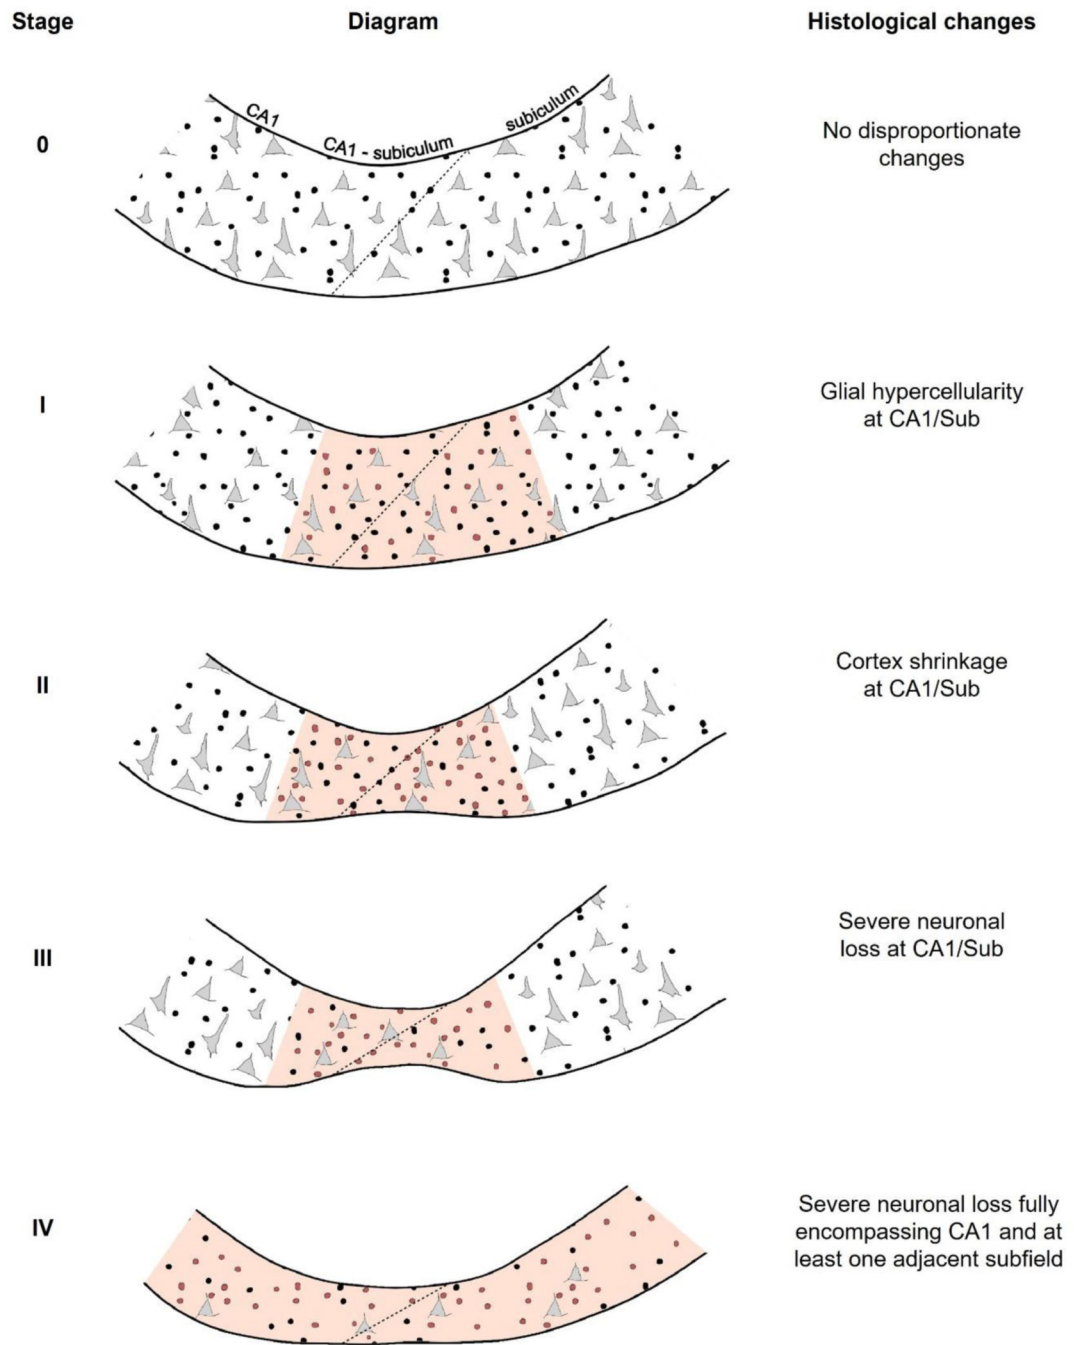 Stage
Diagram
Histological changes
0
CA1
CA1 - subiculum
subiculum
No disproportionate
changes
I
Glial hypercellularity
at CA1/Sub
II
Cortex shrinkage
at CA1/Sub
III
Severe neuronal
loss at CA1/Sub
IV
Severe neuronal loss fully
encompassing CA1 and at
least one adjacent subfield